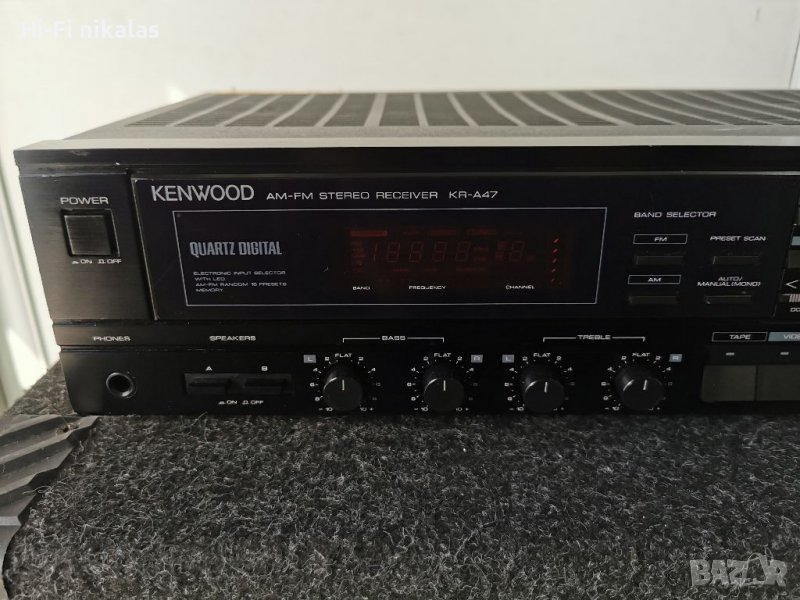 Hi-Fi nikalas
POWER
ON OFF
KENWOOD AM-FM STEREO RECEIVER KR-A47
QUARTZ DIGITAL
ELECTRONIC INPUT SELECTOR
WITH LED
AM-FM RANDOM 16 PRESETS
MEMORY
BAND FREQUENCY CHANNEL
BAND SELECTOR
FM PRESET SCAN
AM AUTO/
MANUAL(MONO)
PHONES SPEAKERS BASS TREBLE TAPE
A B
ON OFF
L FLAT FLAT R L FLAT FLAT R
BAZAR